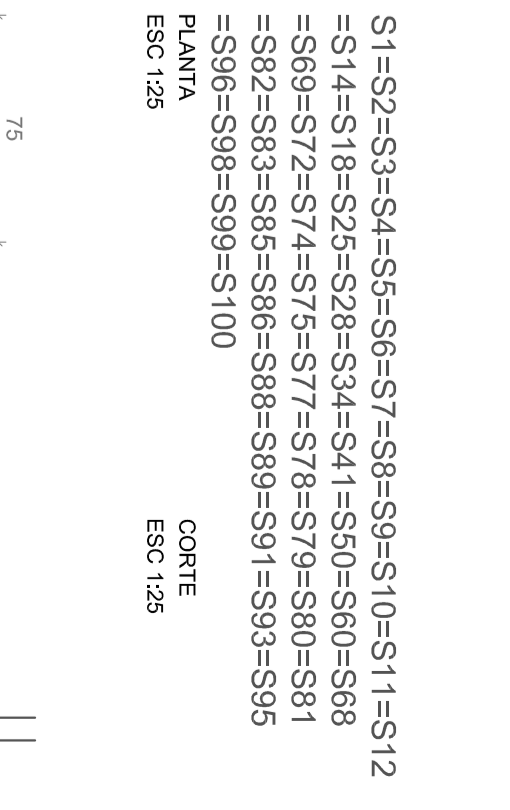 S1=S2=S3=S4=S5=S6=S7=S8=S9=S10=S11=S12
=S14=S18=S25=S28=S34=S41=S50=S60=S68
=S69=S72=S74=S75=S77=S78=S79=S80=S81
=S82=S83=S85=S86=S88=S89=S91=S93=S95
=S96=S98=S99=S100
PLANTA
ESC 1:25
CORTE
ESC 1:25
75